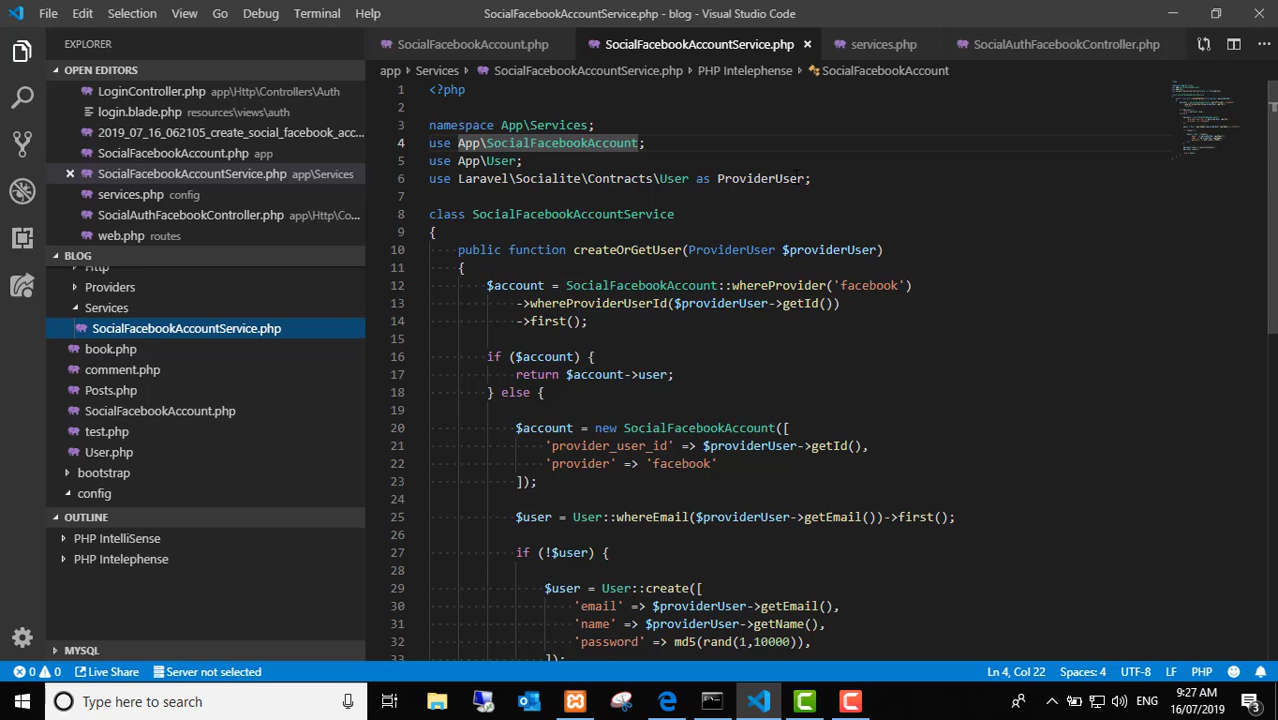 File Edit Selection View Go Debug Terminal Help SocialFacebookAccountService.php - blog - Visual Studio Code
EXPLORER
OPEN EDITORS
LoginController.php app\Http\Controllers\Auth
login.blade.php resources\views\auth
2019_07_16_062105_create_social_facebook_acc...
SocialFacebookAccount.php app
SocialFacebookAccountService.php app\Services
services.php config
SocialAuthFacebookController.php app\Http\Co...
web.php routes
BLOG
Http
Providers
Services
SocialFacebookAccountService.php
book.php
comment.php
Posts.php
SocialFacebookAccount.php
test.php
User.php
bootstrap
config
OUTLINE
PHP IntelliSense
PHP Intelephense
MYSQL
SocialFacebookAccount.php SocialFacebookAccountService.php services.php SocialAuthFacebookController.php
app Services SocialFacebookAccountService.php PHP Intelephense SocialFacebookAccount
1 <?php
2
3 namespace App\Services;
4 use App\SocialFacebookAccount;
5 use App\User;
6 use Laravel\Socialite\Contracts\User as ProviderUser;
7
8 class SocialFacebookAccountService
9 {
10 public function createOrGetUser(ProviderUser $providerUser)
11 {
12 $account = SocialFacebookAccount::whereProvider('facebook')
13 ->whereProviderUserId($providerUser->getId())
14 ->first();
15
16 if ($account) {
17 return $account->user;
18 } else {
19
20 $account = new SocialFacebookAccount([
21 'provider_user_id' => $providerUser->getId(),
22 'provider' => 'facebook'
23 ]);
24
25 $user = User::whereEmail($providerUser->getEmail())->first();
26
27 if (!$user) {
28
29 $user = User::create([
30 'email' => $providerUser->getEmail(),
31 'name' => $providerUser->getName(),
32 'password' => md5(rand(1,10000)),
33 ]);
0 0 Live Share Server not selected Ln 4, Col 22 Spaces: 4 UTF-8 LF PHP
Type here to search
ENG
9:27 AM
16/07/2019
3